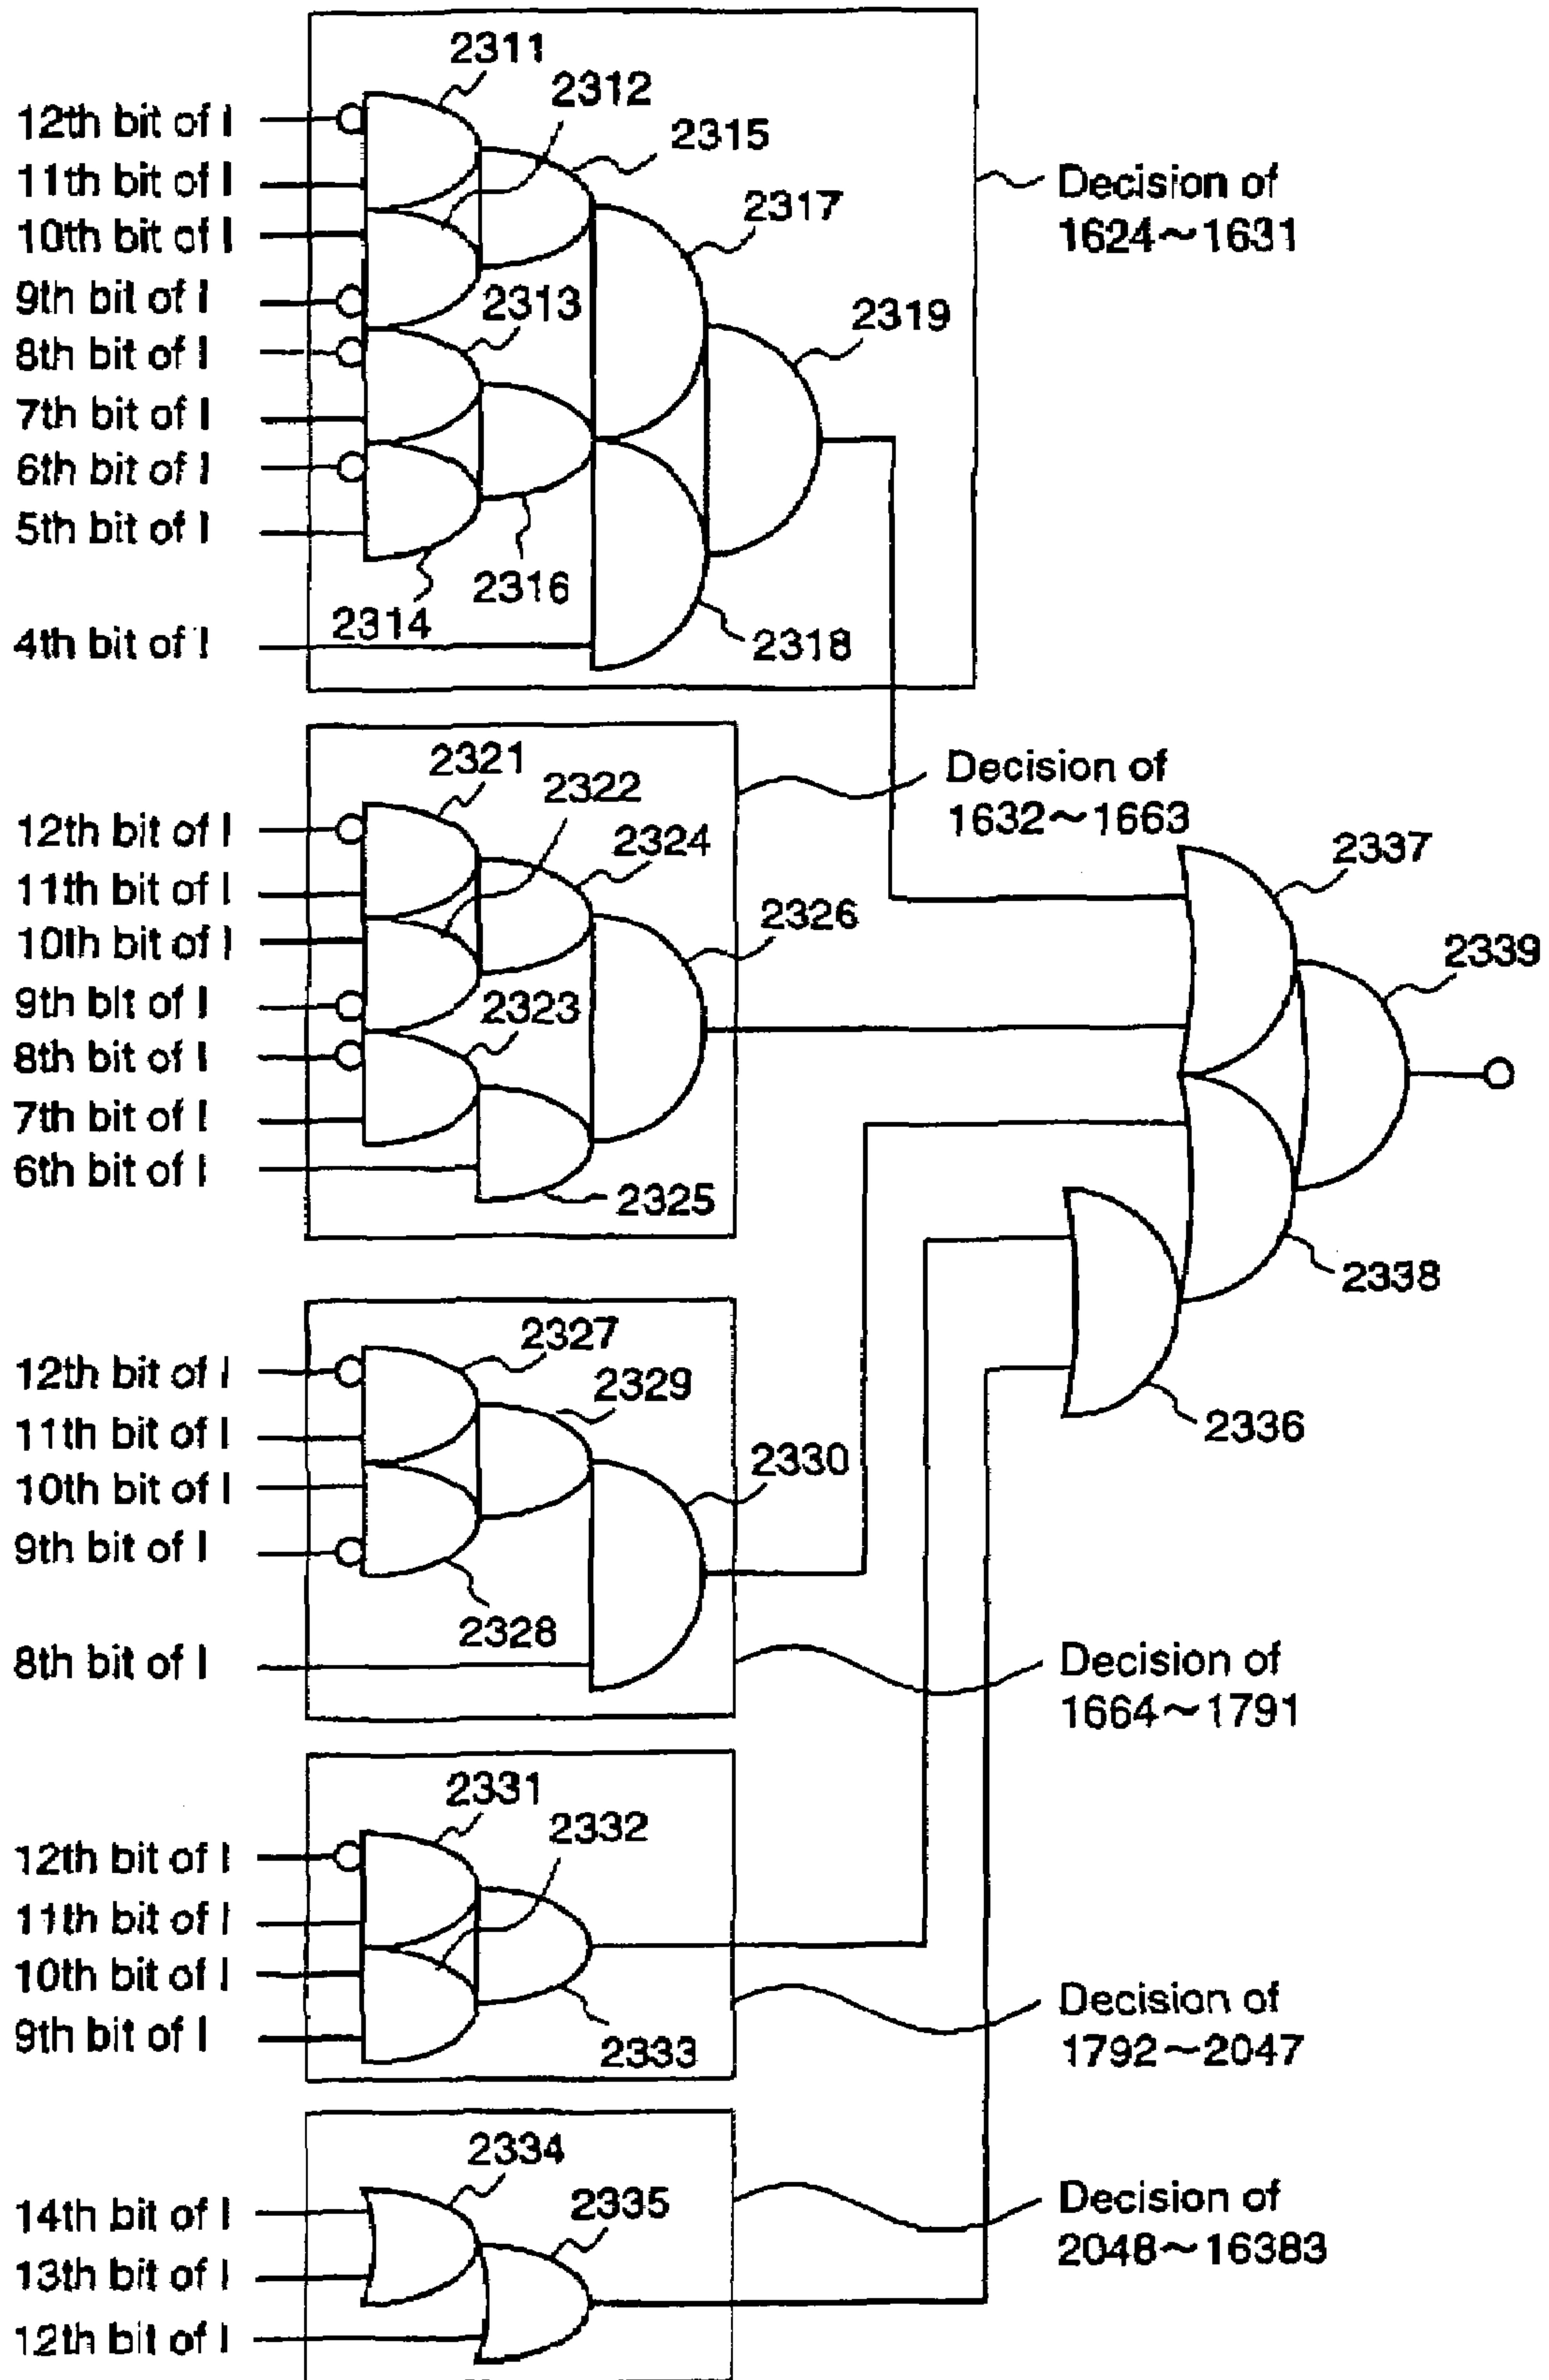 2311
2312
12th bit of I
2315
11th bit of I
Decision of
1624~1631
2317
10th bit of I
9th bit of I
2313
2319
8th bit of I
7th bit of I
6th bit of I
5th bit of I
2316
2314
4th bit of I
2318
2321
Decision of
1632~1663
2322
12th bit of I
2324
2337
11th bit of I
2326
10th bit of I
2339
9th bit of I
2323
8th bit of I
7th bit of I
6th bit of I
2325
2338
2327
12th bit of I
2329
11th bit of I
2336
2330
10th bit of I
9th bit of I
2328
8th bit of I
Decision of
1664~1791
2331
2332
12th bit of I
11th bit of I
10th bit of I
Decision of
1792~2047
9th bit of I
2333
2334
2335
14th bit of I
Decision of
2048~16383
13th bit of I
12th bit of I